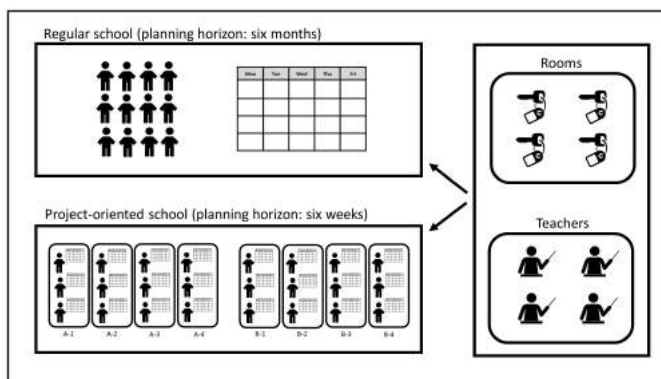 Regular school (planning horizon: six months)
Mon Tue Wed Thu Fri
Rooms
Project-oriented school (planning horizon: six weeks)
Teachers
A-1 A-2 A-3 A-4 B-1 B-2 B-3 B-4